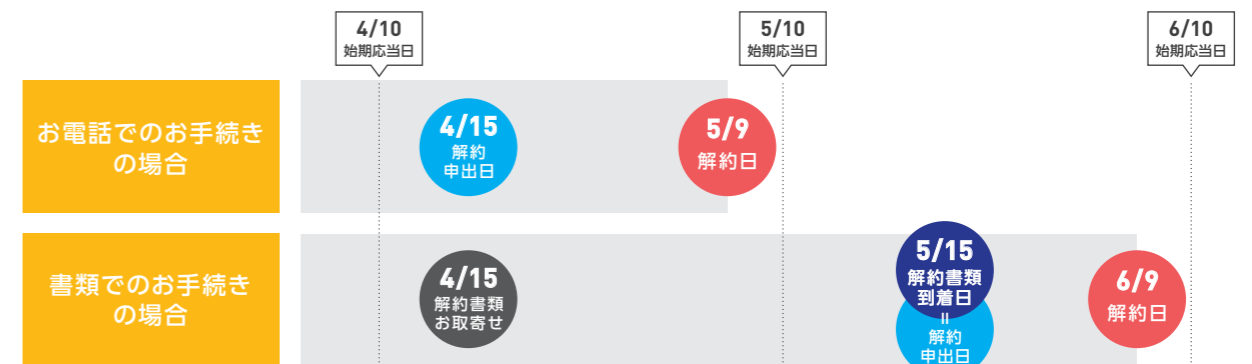 4/10
始期応当日
5/10
始期応当日
6/10
始期応当日
お電話でのお手続き
の場合
4/15
解約
申出日
5/9
解約日
書類でのお手続き
の場合
4/15
解約書類
お取寄せ
5/15
解約書類
到着日
=
解約
申出日
6/9
解約日